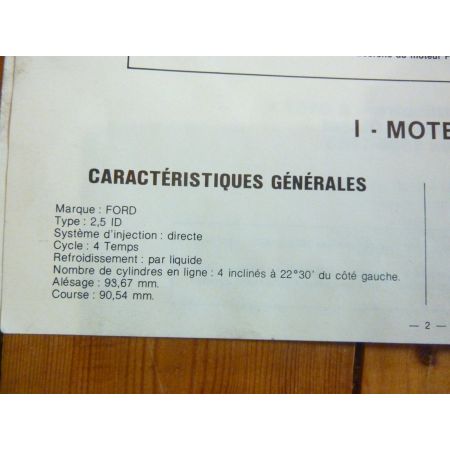 du moteur
I - MOTE
CARACTÉRISTIQUES GÉNÉRALES
Marque : FORD
Type : 2,5 ID
Système d'injection : directe
Cycle : 4 Temps
Refroidissement : par liquide
Nombre de cylindres en ligne : 4 inclinés à 22°30' du côté gauche.
Alésage : 93,67 mm.
Course : 90,54 mm.
— 2 —